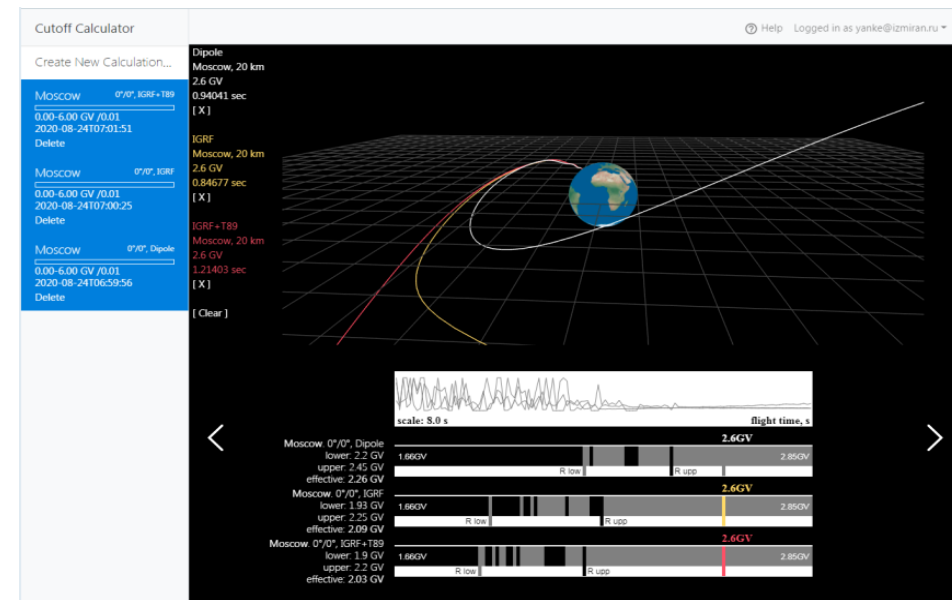 Cutoff Calculator
Help Logged in as yanke@izmiran.ru
Create New Calculation...
Moscow 0°/0°, IGRF+T89
0.00-6.00 GV /0.01
2020-08-24T07:01:51
Delete
Moscow 0°/0°, IGRF
0.00-6.00 GV /0.01
2020-08-24T07:00:25
Delete
Moscow 0°/0°, Dipole
0.00-6.00 GV /0.01
2020-08-24T06:59:56
Delete
Dipole
Moscow, 20 km
2.6 GV
0.94041 sec
[ X ]
IGRF
Moscow, 20 km
2.6 GV
0.84677 sec
[ X ]
IGRF+T89
Moscow, 20 km
2.6 GV
1.21403 sec
[ X ]
[ Clear ]
scale: 8.0 s flight time, s
2.6GV
Moscow. 0°/0°, Dipole
lower: 2.2 GV
upper: 2.45 GV
effective: 2.26 GV
1.66GV 2.85GV
R low R upp
2.6GV
Moscow. 0°/0°, IGRF
lower: 1.93 GV
upper: 2.25 GV
effective: 2.09 GV
1.66GV 2.85GV
R low R upp
2.6GV
Moscow. 0°/0°, IGRF+T89
lower: 1.9 GV
upper: 2.2 GV
effective: 2.03 GV
1.66GV 2.85GV
R low R upp